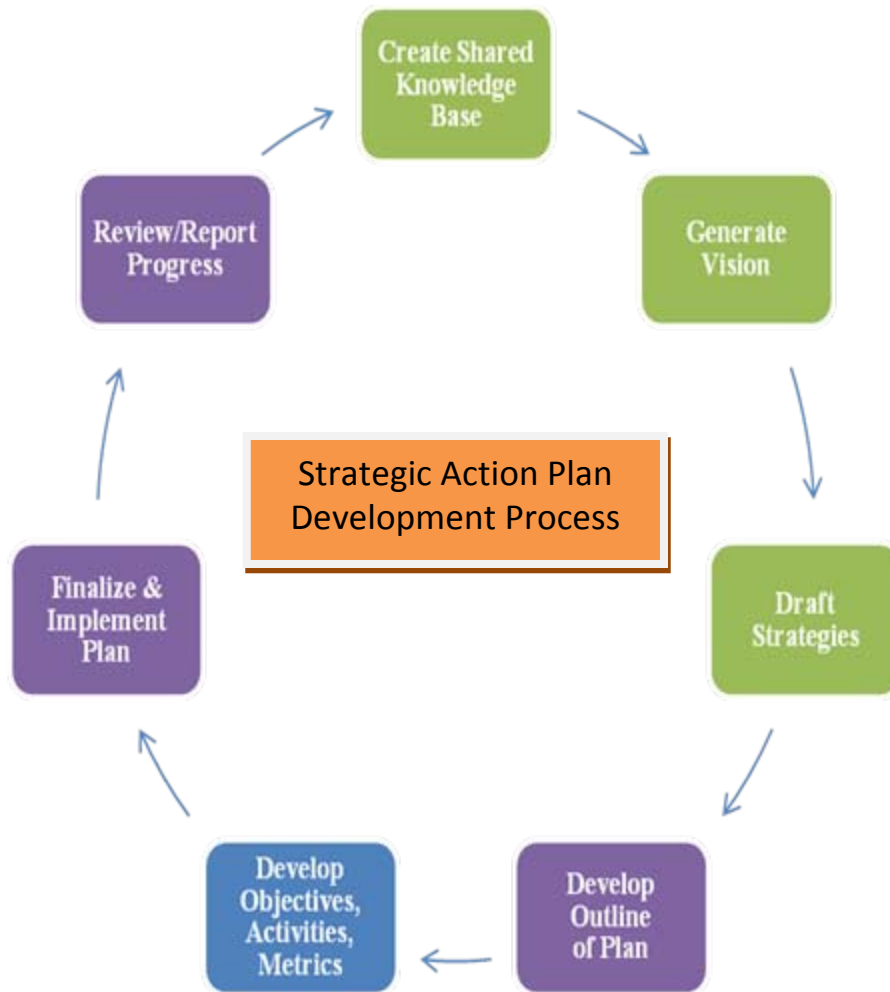 Create Shared
Knowledge
Base
Generate
Vision
Draft
Strategies
Develop
Outline
of Plan
Develop
Objectives,
Activities,
Metrics
Finalize &
Implement
Plan
Review/Report
Progress
Strategic Action Plan
Development Process